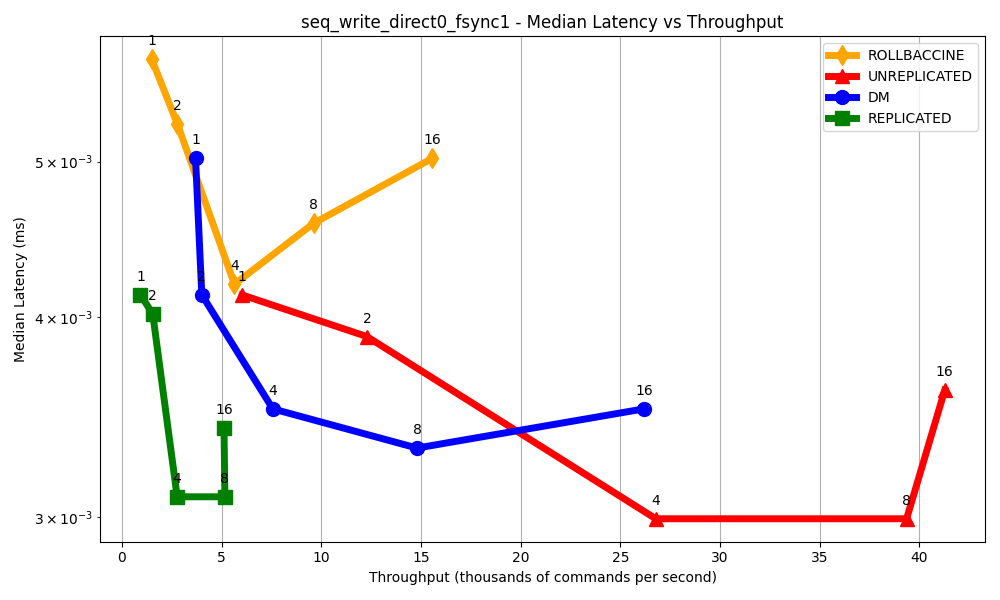 seq_write_direct0_fsync1 - Median Latency vs Throughput
ROLLBACCINE
UNREPLICATED
DM
REPLICATED
1
2
4
8
16
1
2
4
8
16
1
2
4
8
16
1
2
4
8
16
5 × 10⁻³
4 × 10⁻³
3 × 10⁻³
Median Latency (ms)
0 5 10 15 20 25 30 35 40
Throughput (thousands of commands per second)